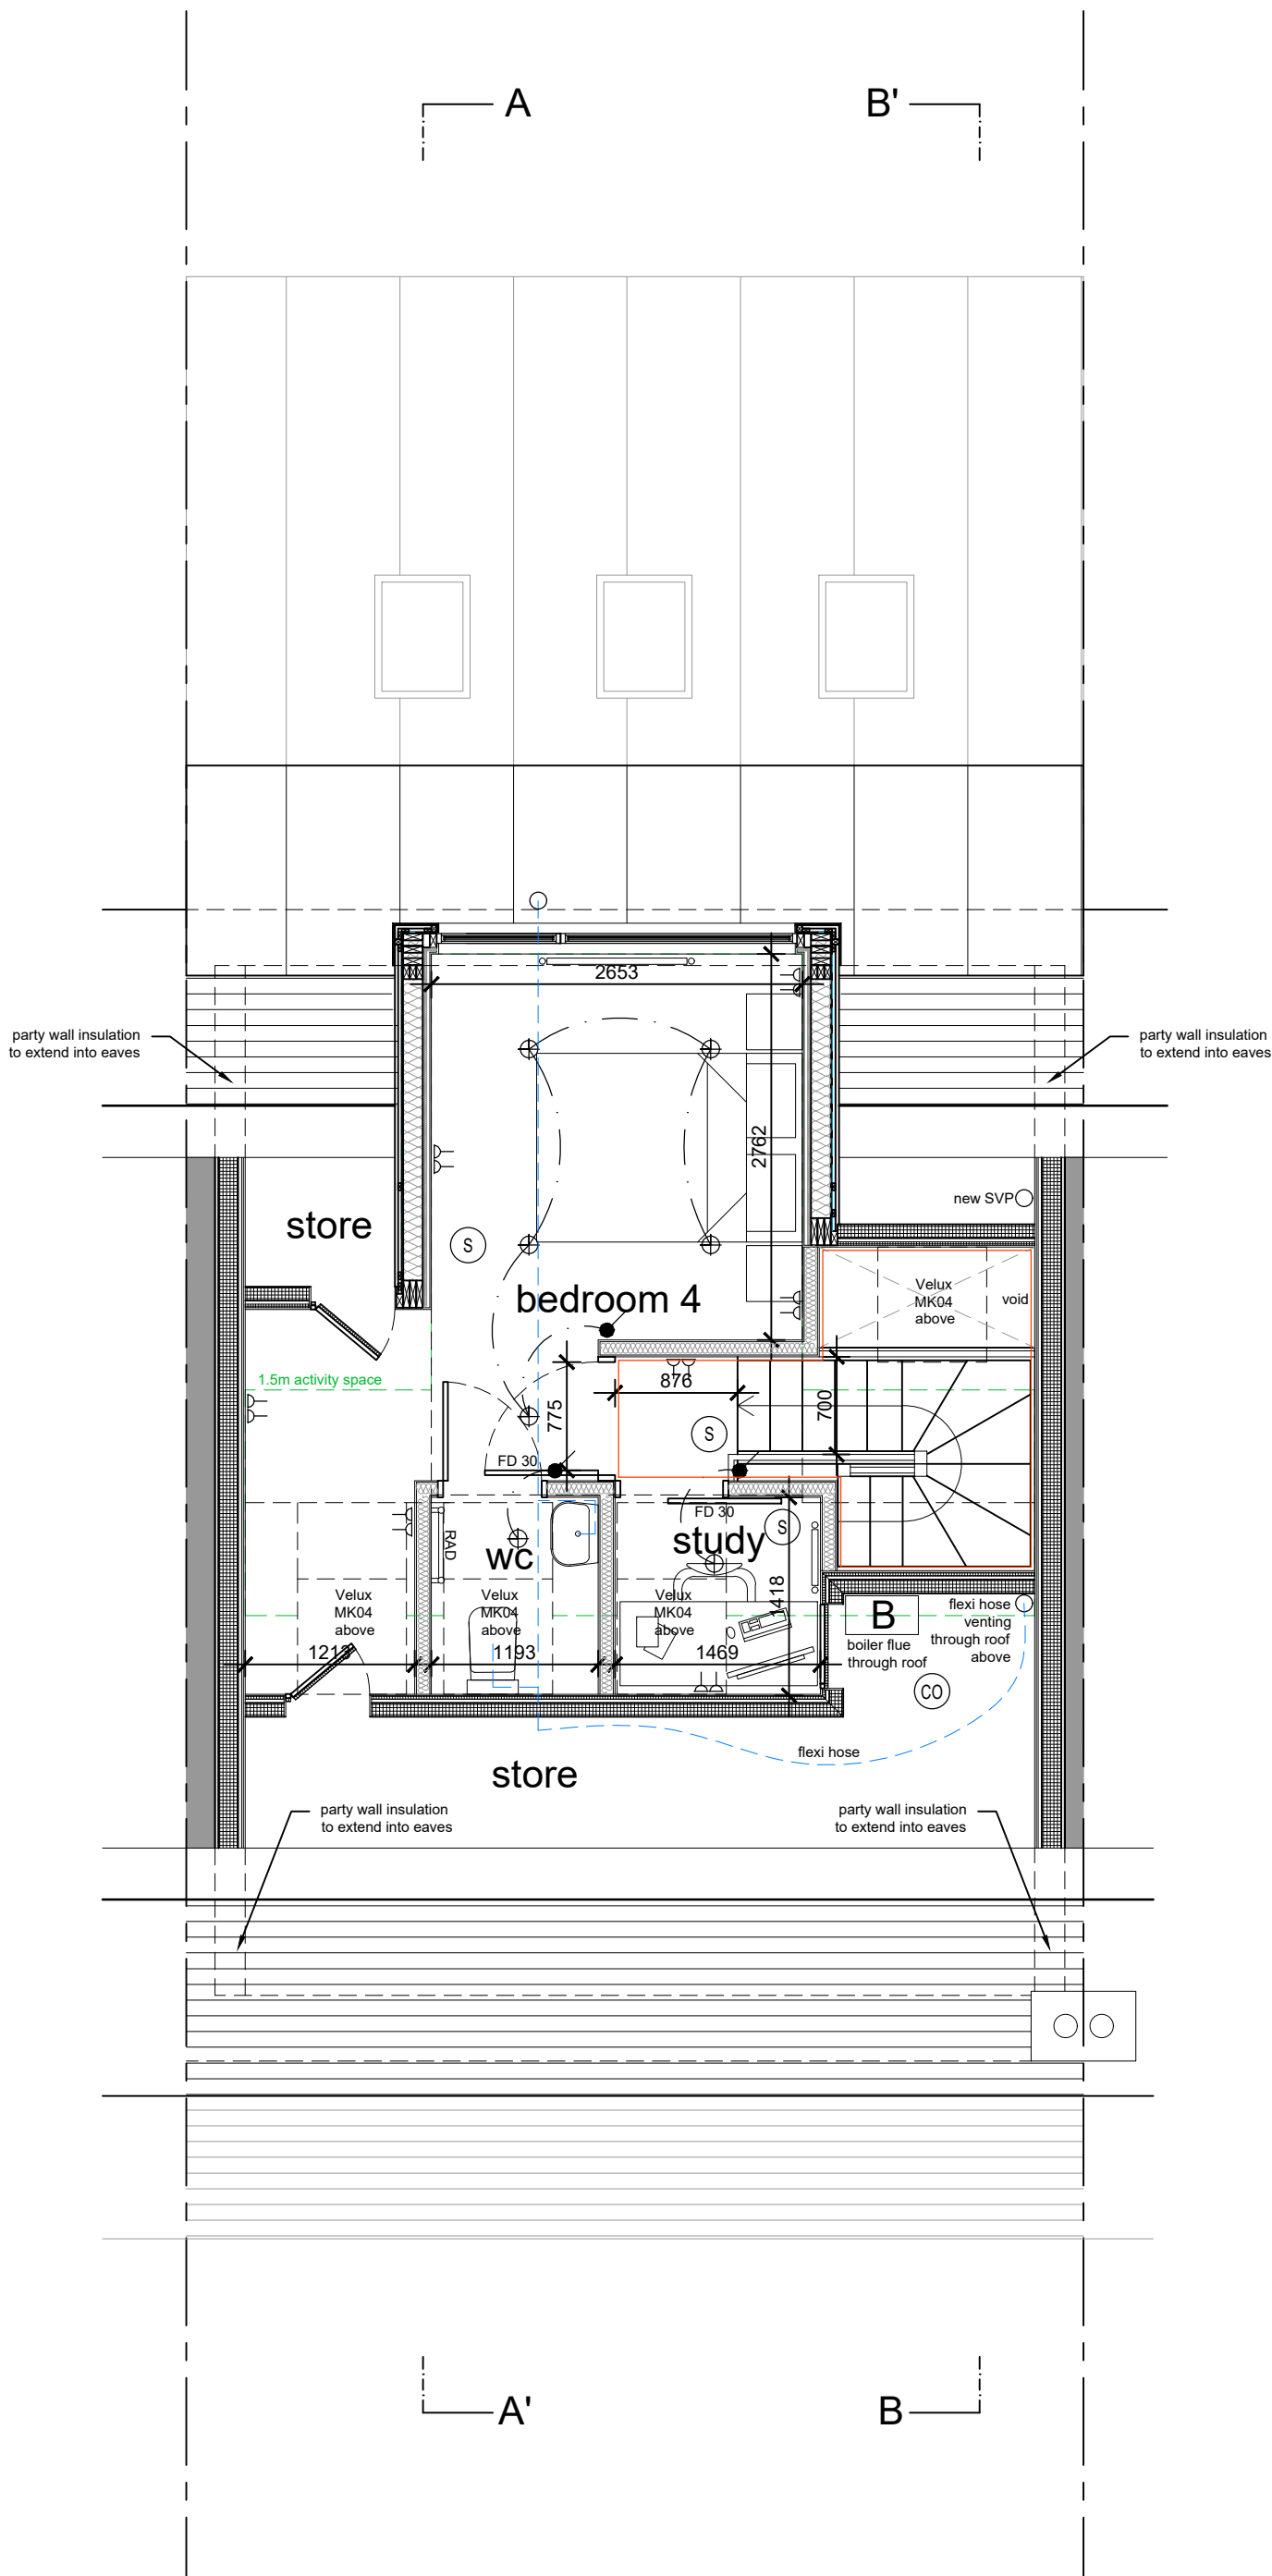 A
B'
2653
party wall insulation
to extend into eaves
party wall insulation
to extend into eaves
2762
new SVP
store
S
bedroom 4
Velux
MK04
above
void
1.5m activity space
876
775
700
S
FD 30
FD 30
S
study
RAD
wc
Velux
MK04
above
Velux
MK04
above
Velux
MK04
above
418
B
boiler flue
through roof
flexi hose
venting
through roof
above
1213
1193
1469
CO
flexi hose
store
party wall insulation
to extend into eaves
party wall insulation
to extend into eaves
A'
B